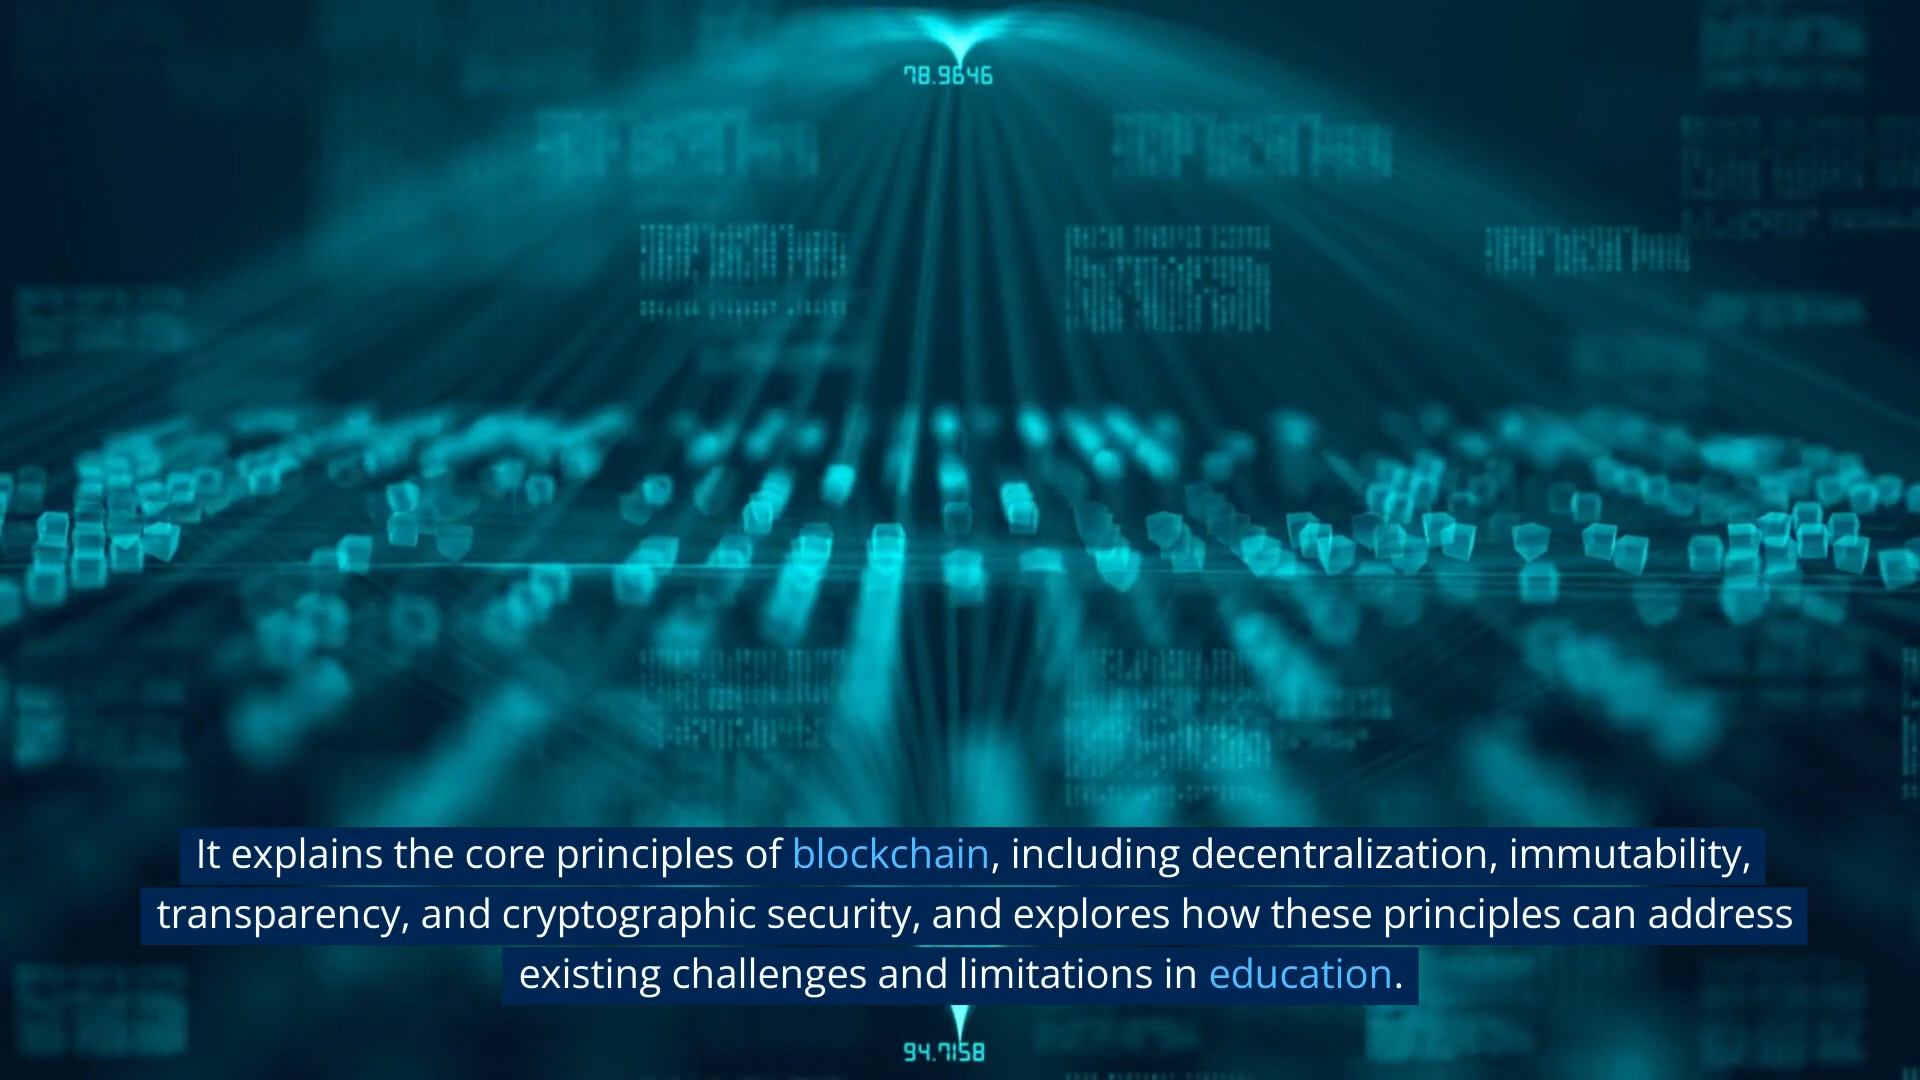 78.9646
It explains the core principles of blockchain, including decentralization, immutability,
transparency, and cryptographic security, and explores how these principles can address
existing challenges and limitations in education.
94.7158